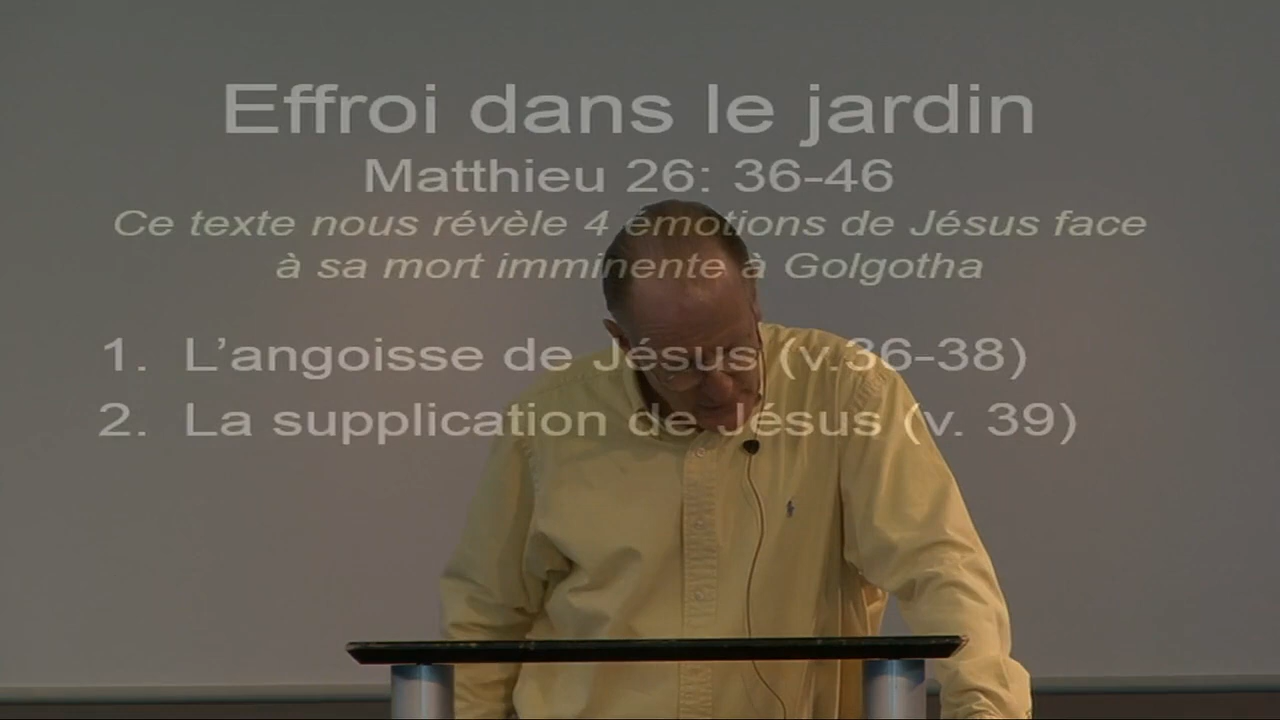 Effroi dans le jardin
Matthieu 26: 36-46
Ce texte nous révèle 4 émotions de Jésus face
à sa mort imminente à Golgotha
1. L'angoisse de Jésus (v.36-38)
2. La supplication de Jésus (v. 39)